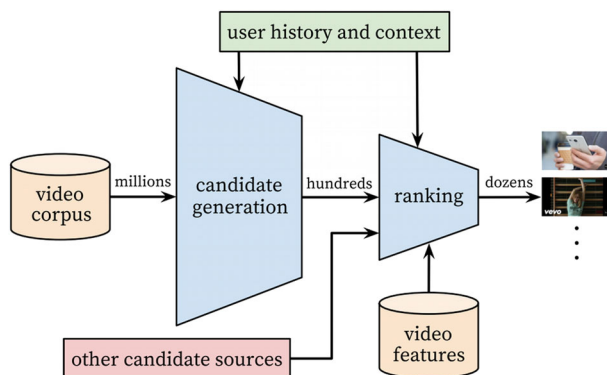 user history and context
video
corpus
millions
candidate
generation
hundreds
ranking
dozens
vevo
other candidate sources
video
features